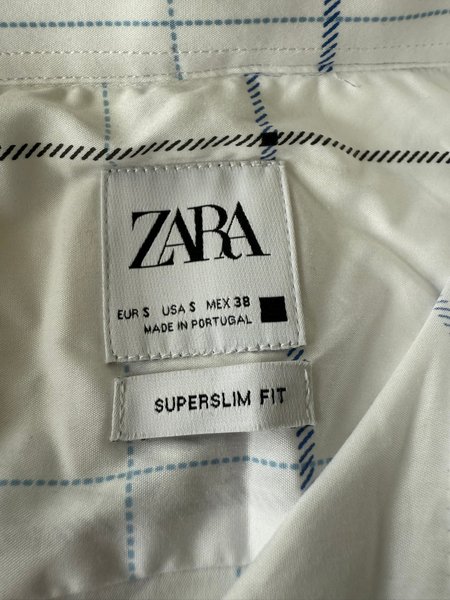 ZARA
EUR S USA S MEX 38
MADE IN PORTUGAL
SUPERSLIM FIT